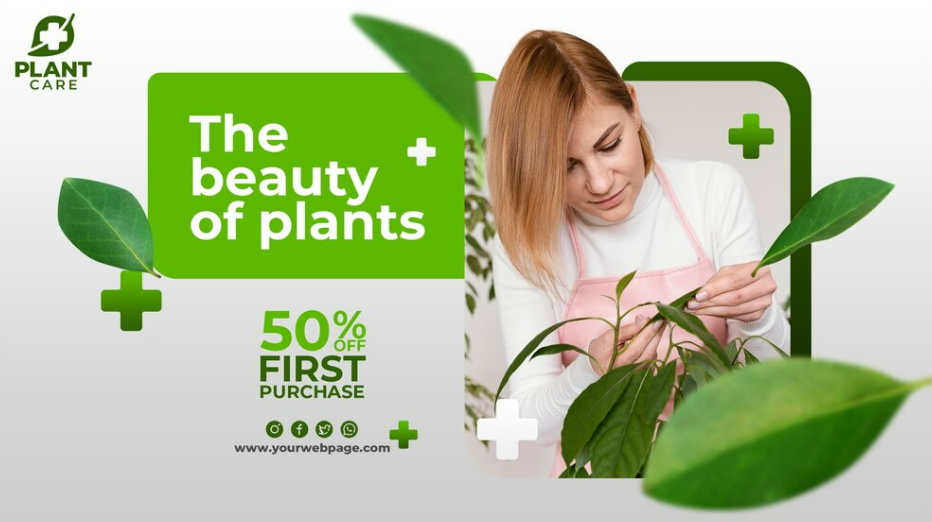 PLANT
CARE
The
beauty
of plants
50%
OFF
FIRST
PURCHASE
www.yourwebpage.com